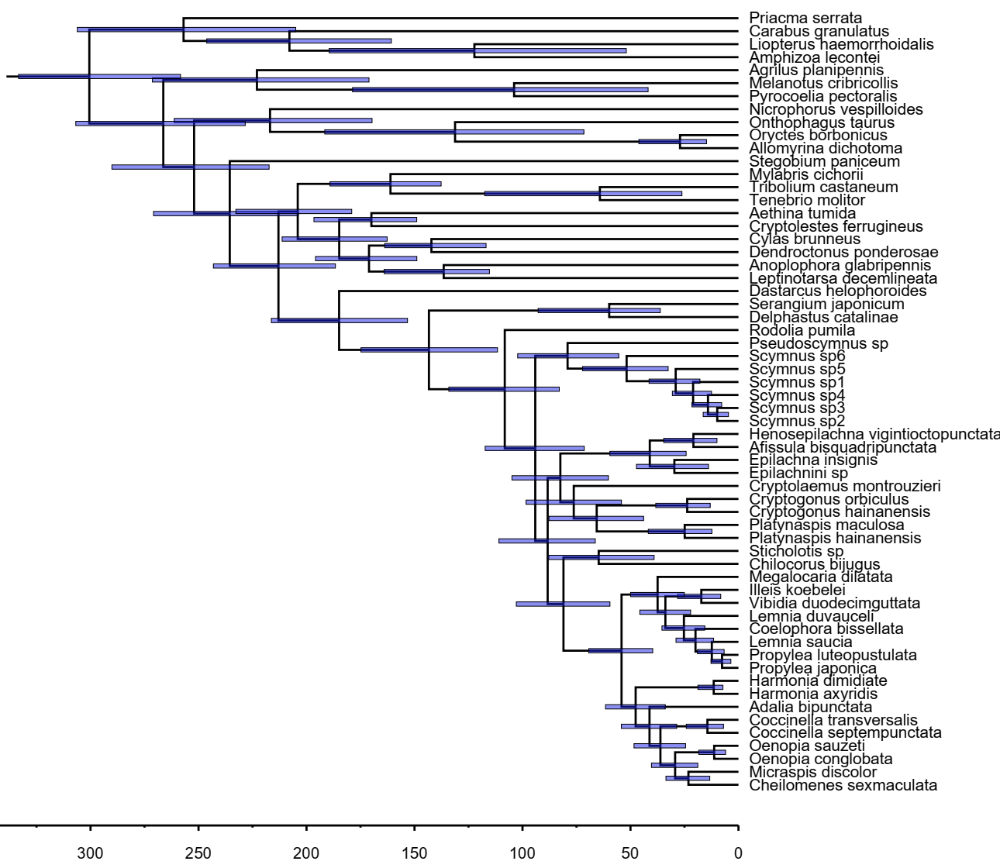 Priacma serrata
Carabus granulatus
Liopterus haemorrhoidalis
Amphizoa lecontei
Agrilus planipennis
Melanotus cribricollis
Pyrocoelia pectoralis
Nicrophorus vespilloides
Onthophagus taurus
Oryctes borbonicus
Allomyrina dichotoma
Stegobium paniceum
Mylabris cichorii
Tribolium castaneum
Tenebrio molitor
Aethina tumida
Cryptolestes ferrugineus
Cylas brunneus
Dendroctonus ponderosae
Anoplophora glabripennis
Leptinotarsa decemlineata
Dastarcus helophoroides
Serangium japonicum
Delphastus catalinae
Rodolia pumila
Pseudoscymnus sp
Scymnus sp6
Scymnus sp5
Scymnus sp1
Scymnus sp4
Scymnus sp3
Scymnus sp2
Henosepilachna vigintioctopunctata
Afissula bisquadripunctata
Epilachna insignis
Epilachnini sp
Cryptolaemus montrouzieri
Cryptogonus orbiculus
Cryptogonus hainanensis
Platynaspis maculosa
Platynaspis hainanensis
Sticholotis sp
Chilocorus bijugus
Megalocaria dilatata
Illeis koebelei
Vibidia duodecimguttata
Lemnia duvauceli
Coelophora bissellata
Lemnia saucia
Propylea luteopustulata
Propylea japonica
Harmonia dimidiate
Harmonia axyridis
Adalia bipunctata
Coccinella transversalis
Coccinella septempunctata
Oenopia sauzeti
Oenopia conglobata
Micraspis discolor
Cheilomenes sexmaculata
300 250 200 150 100 50 0